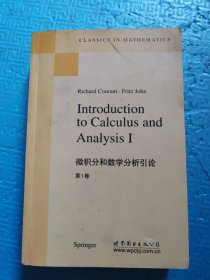 CLASSICS IN MATHEMATICS
Richard Courant · Fritz John
Introduction
to Calculus and
Analysis I
微积分和数学分析引论
第1卷
Springer
世界图书出版公司
www.wpcbj.com.cn